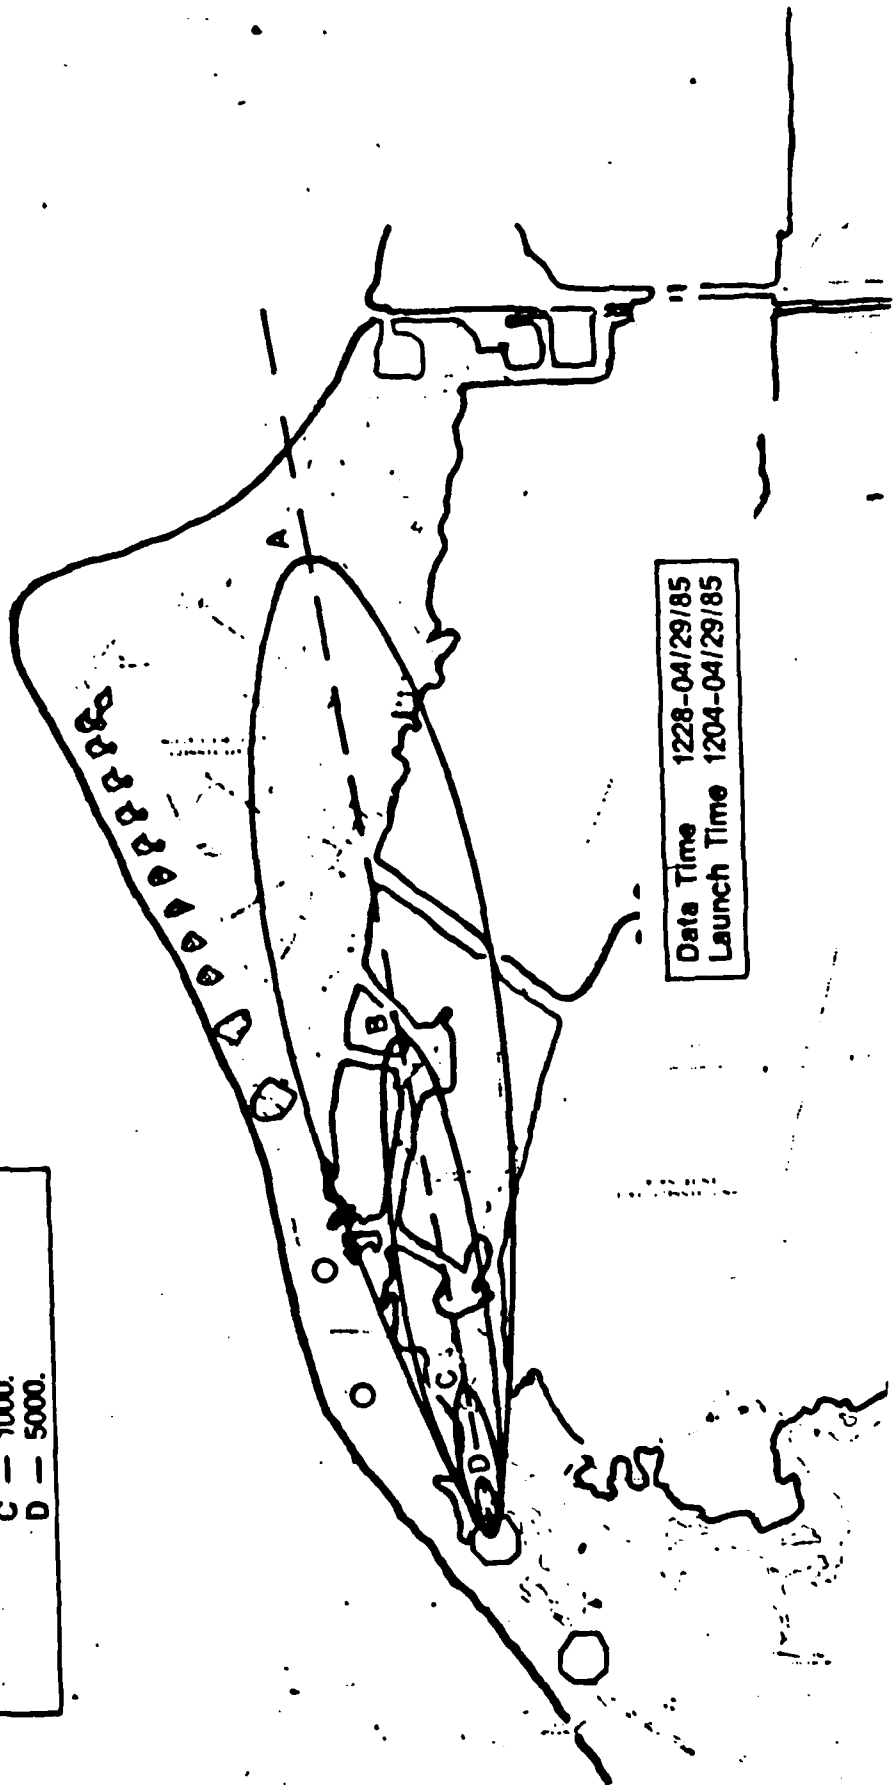 C — 1000.
D — 5000.
A
B
C
D
Data Time 1228-04/29/85
Launch Time 1204-04/29/85